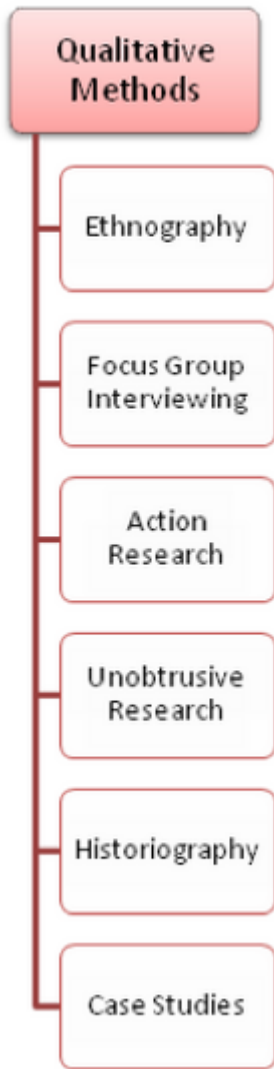 Qualitative
Methods
Ethnography
Focus Group
Interviewing
Action
Research
Unobtrusive
Research
Historiography
Case Studies